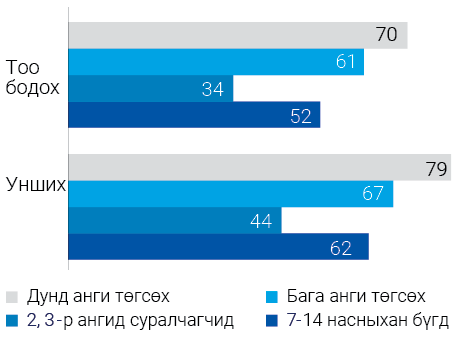 70
Тоо
бодох
61
34
52
79
Унших
67
44
62
Дунд анги төгсөх
Бага анги төгсөх
2, 3-р ангид суралчагчид
7-14 насныхан бүгд